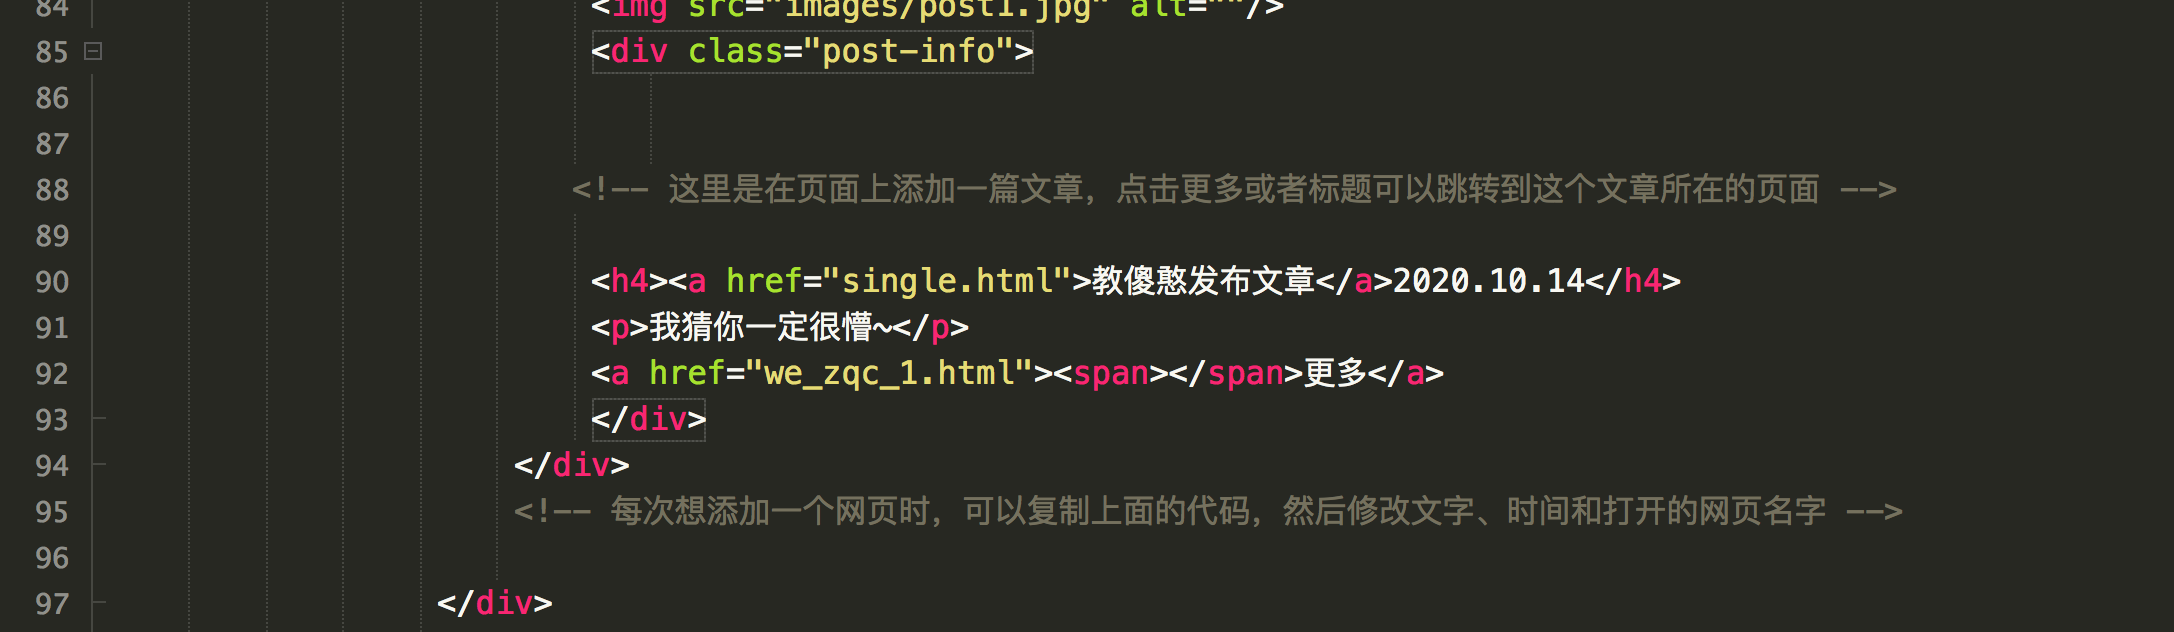 84 <img src="images/post1.jpg" alt=""/>
85 <div class="post-info">
86
87
88 <!-- 这里是在页面上添加一篇文章，点击更多或者标题可以跳转到这个文章所在的页面 -->
89
90 <h4><a href="single.html">教傻憨发布文章</a>2020.10.14</h4>
91 <p>我猜你一定很懵~</p>
92 <a href="we_zqc_1.html"><span></span>更多</a>
93 </div>
94 </div>
95 <!-- 每次想添加一个网页时，可以复制上面的代码，然后修改文字、时间和打开的网页名字 -->
96
97 </div>